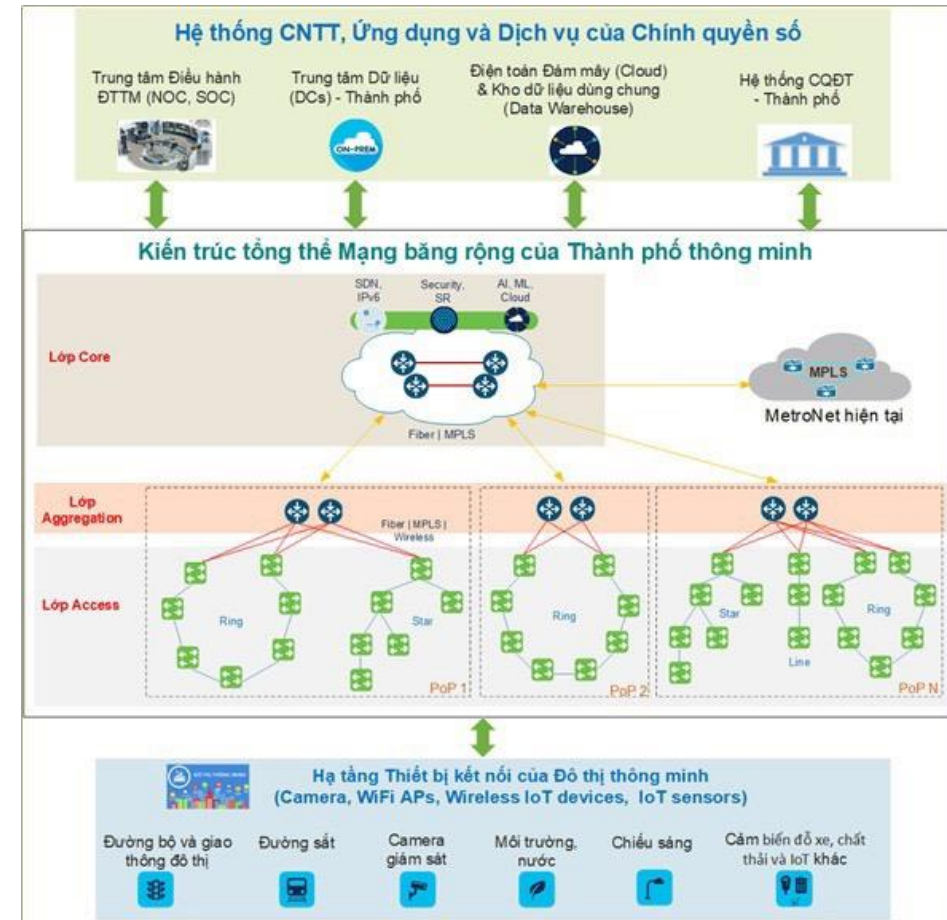 Hệ thống CNTT, Ứng dụng và Dịch vụ của Chính quyền số
Trung tâm Điều hành
ĐTTM (NOC, SOC)
Trung tâm Dữ liệu
(DCs) - Thành phố
Điện toán Đám mây (Cloud)
& Kho dữ liệu dùng chung
(Data Warehouse)
Hệ thống CQĐT
- Thành phố
ON-PREM
Kiến trúc tổng thể Mạng băng rộng của Thành phố thông minh
SDN,
IPv6
Security,
SR
AI, ML,
Cloud
Lớp Core
MPLS
MetroNet hiện tại
Fiber | MPLS
Lớp
Aggregation
Fiber | MPLS |
Wireless
Lớp Access
Ring
Star
PoP 1
Ring
PoP 2
Star
Line
Ring
PoP N
Hạ tầng Thiết bị kết nối của Đô thị thông minh
(Camera, WiFi APs, Wireless IoT devices, IoT sensors)
Đường bộ và giao
thông đô thị
Đường sắt
Camera
giám sát
Môi trường,
nước
Chiếu sáng
Cảm biến đỗ xe, chất
thải và IoT khác